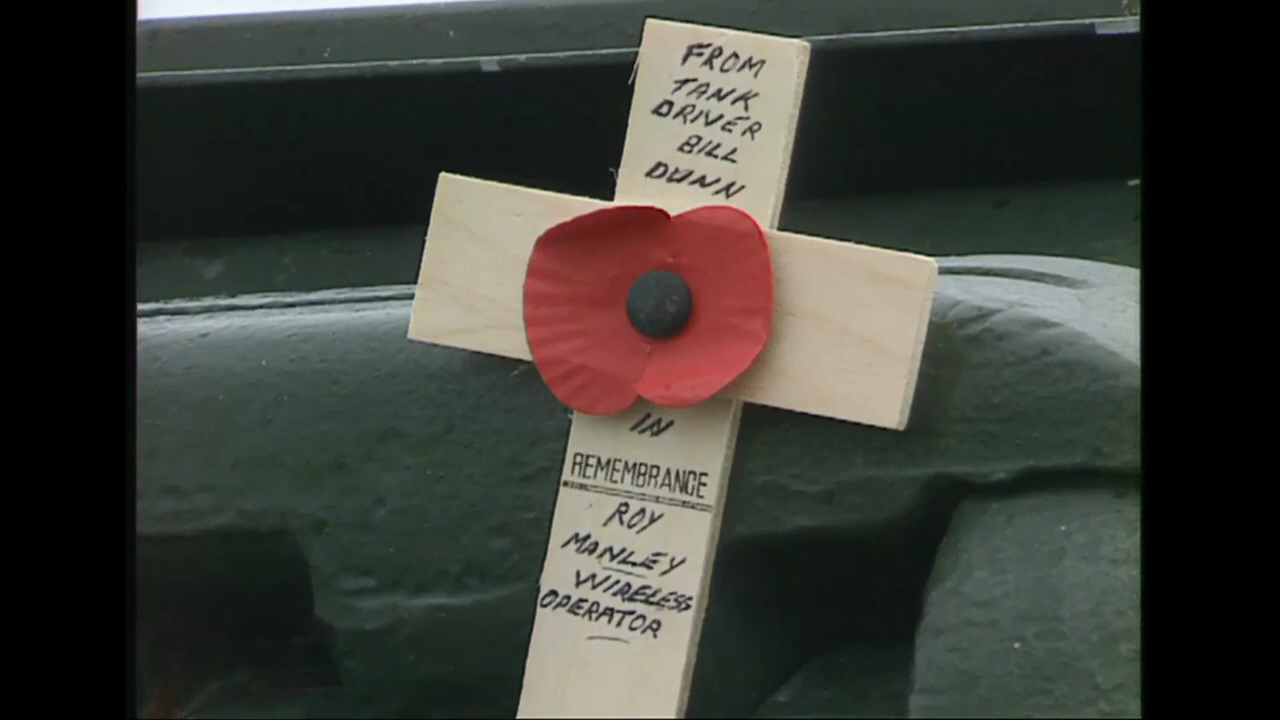 FROM
TANK
DRIVER
BILL
DUNN
IN
REMEMBRANCE
ROY
MANLEY
WIRELESS
OPERATOR